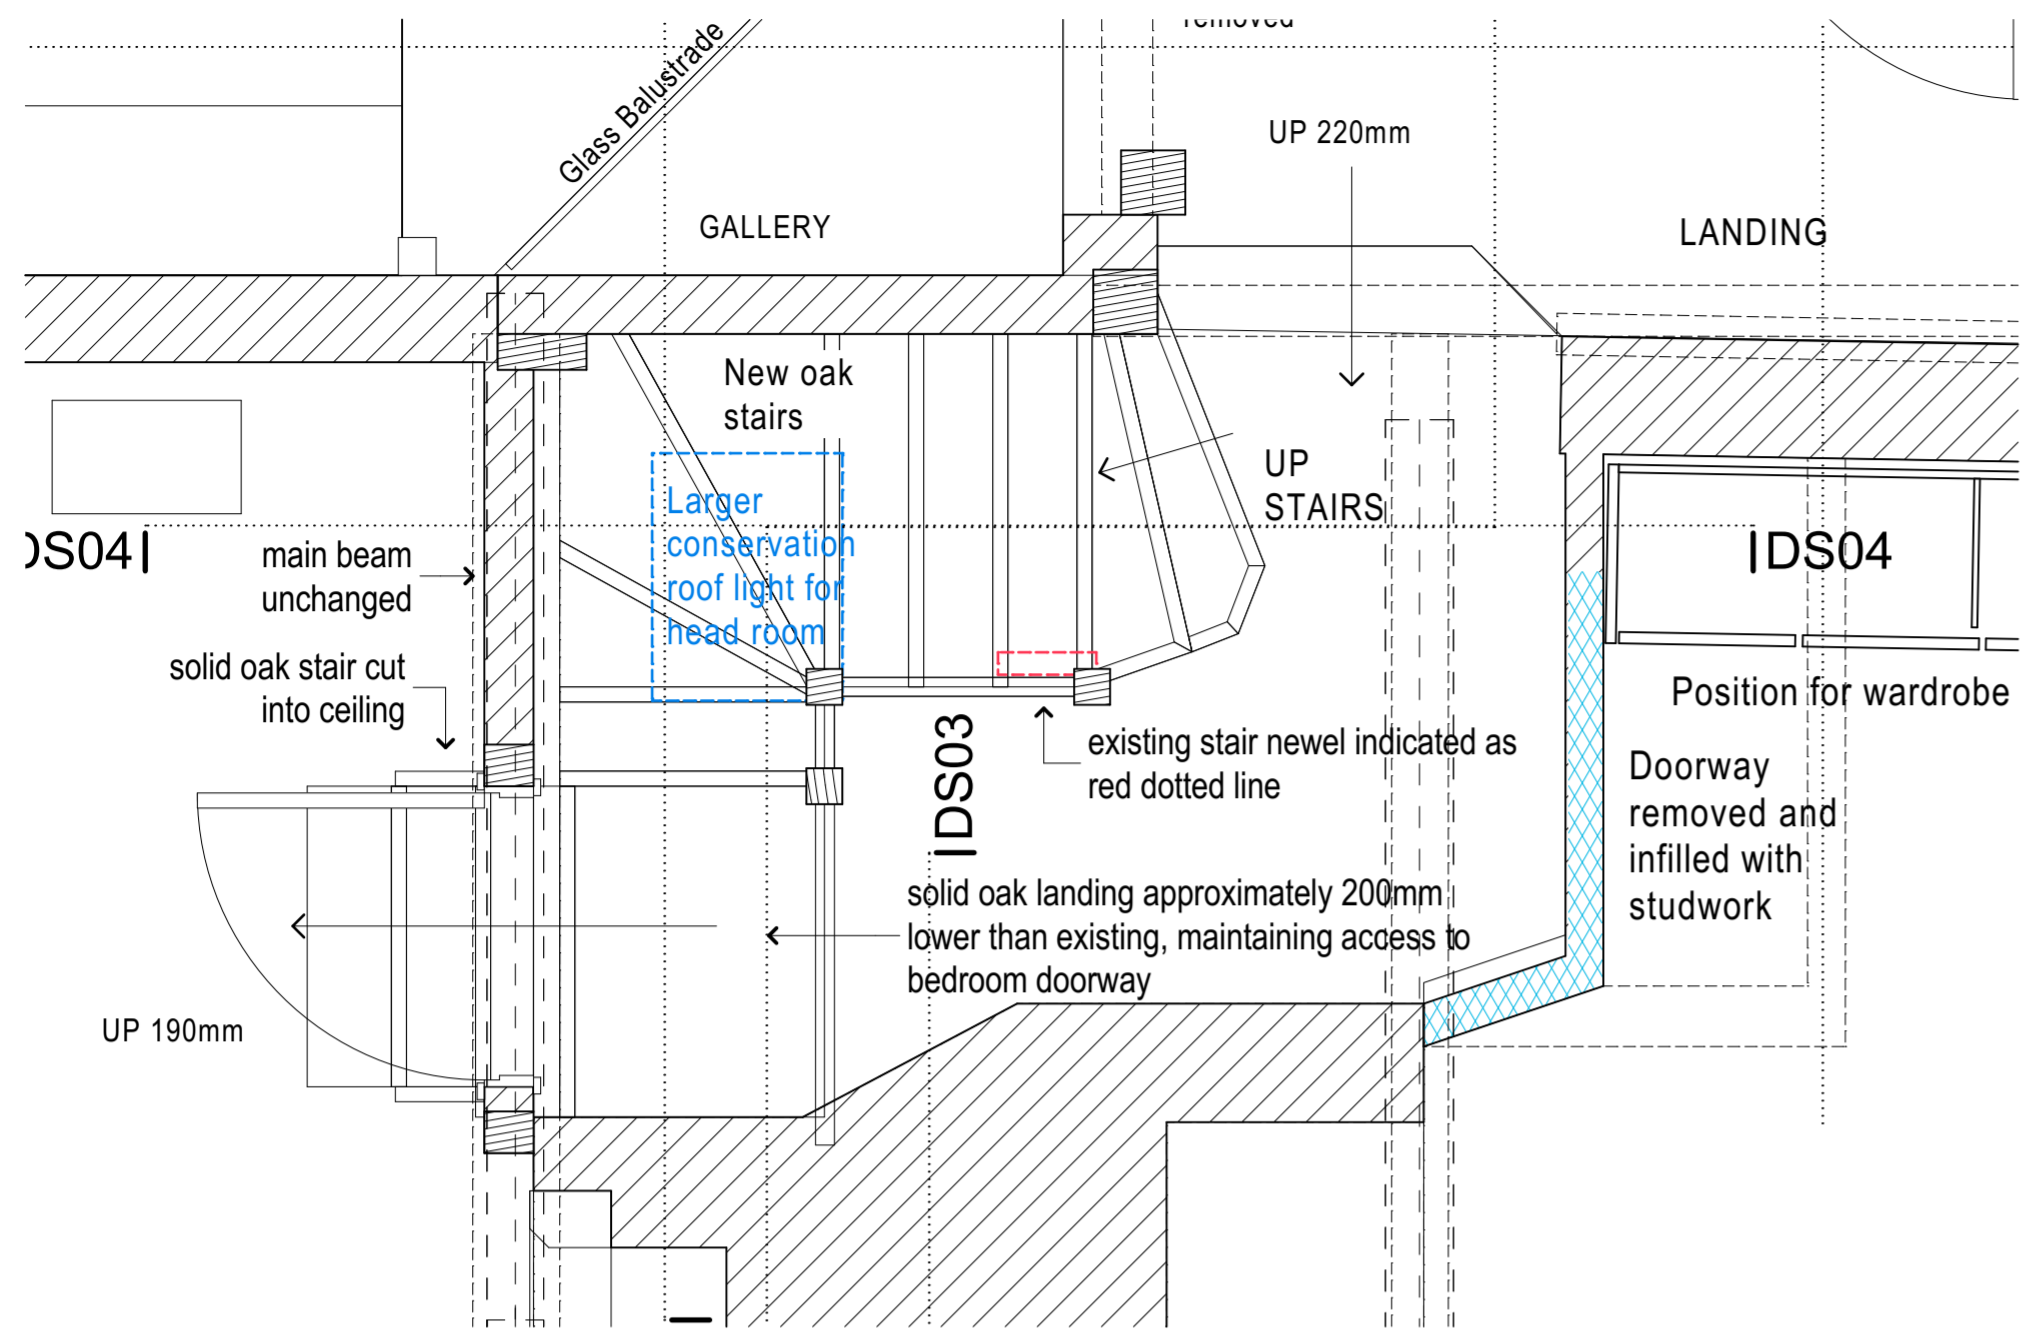 removed
Glass Balustrade
UP 220mm
GALLERY
LANDING
New oak
stairs
UP
STAIRS
Larger
conservation
roof light for
head room
DS04
DS04
main beam
unchanged
solid oak stair cut
into ceiling
Position for wardrobe
DS03
existing stair newel indicated as
red dotted line
Doorway
removed and
infilled with
studwork
solid oak landing approximately 200mm
lower than existing, maintaining access to
bedroom doorway
UP 190mm